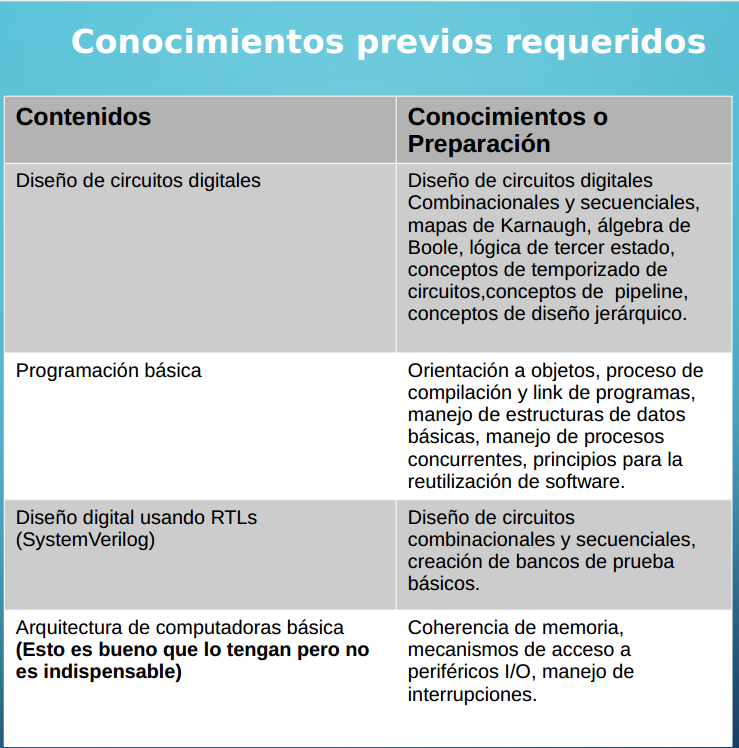 Conocimientos previos requeridos
Contenidos
Conocimientos o
Preparación
Diseño de circuitos digitales
Diseño de circuitos digitales
Combinacionales y secuenciales,
mapas de Karnaugh, álgebra de
Boole, lógica de tercer estado,
conceptos de temporizado de
circuitos,conceptos de  pipeline,
conceptos de diseño jerárquico.
Programación básica
Orientación a objetos, proceso de
compilación y link de programas,
manejo de estructuras de datos
básicas, manejo de procesos
concurrentes, principios para la
reutilización de software.
Diseño digital usando RTLs
(SystemVerilog)
Diseño de circuitos
combinacionales y secuenciales,
creación de bancos de prueba
básicos.
Arquitectura de computadoras básica
(Esto es bueno que lo tengan pero no
es indispensable)
Coherencia de memoria,
mecanismos de acceso a
periféricos I/O, manejo de
interrupciones.